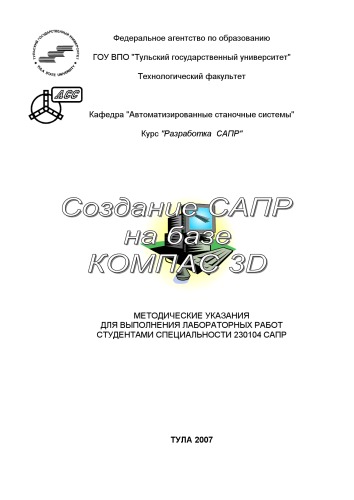 Федеральное агентство по образованию
ГОУ ВПО "Тульский государственный университет"
Технологический факультет
АСС
Кафедра "Автоматизированные станочные системы"
Курс "Разработка САПР"
Создание САПР
на базе
КОМПАС 3D
МЕТОДИЧЕСКИЕ УКАЗАНИЯ
ДЛЯ ВЫПОЛНЕНИЯ ЛАБОРАТОРНЫХ РАБОТ
СТУДЕНТАМИ СПЕЦИАЛЬНОСТИ 230104 САПР
ТУЛА 2007